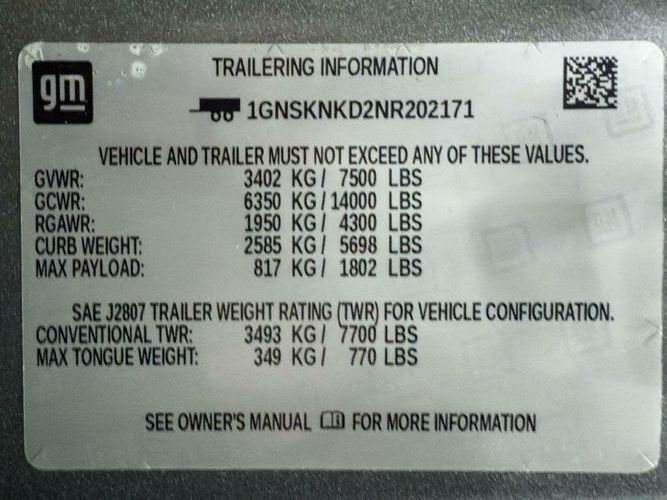 gm
TRAILERING INFORMATION
1GNSKNKD2NR202171
VEHICLE AND TRAILER MUST NOT EXCEED ANY OF THESE VALUES.
GVWR: 3402 KG / 7500 LBS
GCWR: 6350 KG / 14000 LBS
RGAWR: 1950 KG / 4300 LBS
CURB WEIGHT: 2585 KG / 5698 LBS
MAX PAYLOAD: 817 KG / 1802 LBS
SAE J2807 TRAILER WEIGHT RATING (TWR) FOR VEHICLE CONFIGURATION.
CONVENTIONAL TWR: 3493 KG / 7700 LBS
MAX TONGUE WEIGHT: 349 KG / 770 LBS
SEE OWNER'S MANUAL FOR MORE INFORMATION